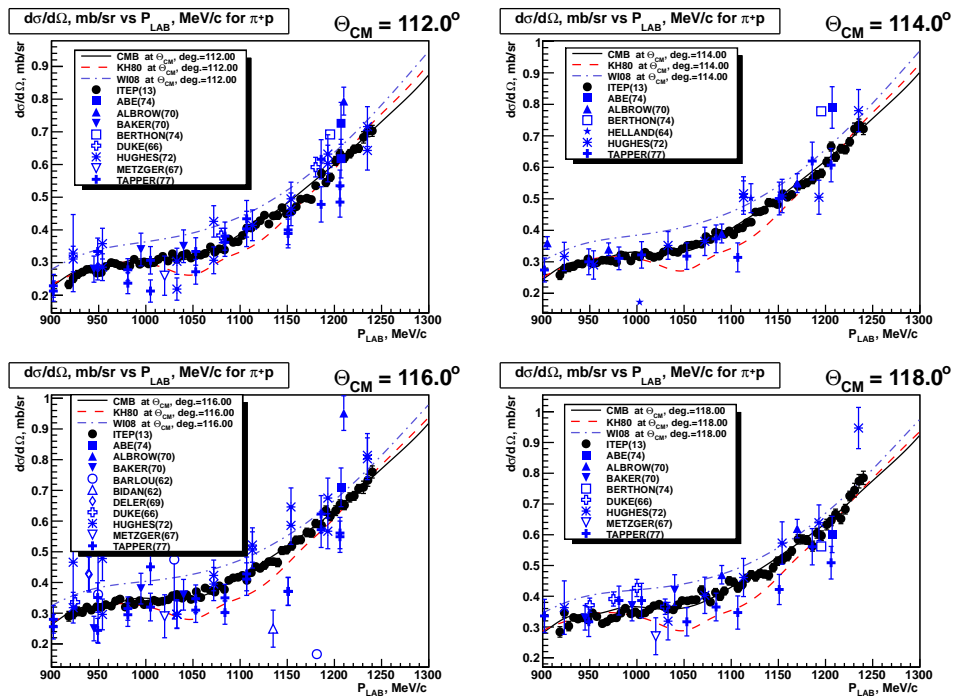 dσ/dΩ, mb/sr vs P_LAB, MeV/c for π+p
Θ_CM = 112.0°
dσ/dΩ, mb/sr
CMB at Θ_CM, deg.=112.00
KH80 at Θ_CM, deg.=112.00
WI08 at Θ_CM, deg.=112.00
ITEP(13)
ABE(74)
ALBROW(70)
BAKER(70)
BERTHON(74)
DUKE(66)
HUGHES(72)
METZGER(67)
TAPPER(77)
0.9
0.8
0.7
0.6
0.5
0.4
0.3
0.2
900 950 1000 1050 1100 1150 1200 1250 1300
P_LAB, MeV/c
dσ/dΩ, mb/sr vs P_LAB, MeV/c for π+p
Θ_CM = 114.0°
dσ/dΩ, mb/sr
CMB at Θ_CM, deg.=114.00
KH80 at Θ_CM, deg.=114.00
WI08 at Θ_CM, deg.=114.00
ITEP(13)
ABE(74)
ALBROW(70)
BERTHON(74)
HELLAND(64)
HUGHES(72)
TAPPER(77)
0.9
0.8
0.7
0.6
0.5
0.4
0.3
0.2
900 950 1000 1050 1100 1150 1200 1250 1300
P_LAB, MeV/c
dσ/dΩ, mb/sr vs P_LAB, MeV/c for π+p
Θ_CM = 116.0°
dσ/dΩ, mb/sr
CMB at Θ_CM, deg.=116.00
KH80 at Θ_CM, deg.=116.00
WI08 at Θ_CM, deg.=116.00
ITEP(13)
ABE(74)
ALBROW(70)
BAKER(70)
BARLOU(62)
BIDAN(62)
DELER(69)
DUKE(66)
HUGHES(72)
METZGER(67)
TAPPER(77)
1
0.9
0.8
0.7
0.6
0.5
0.4
0.3
0.2
900 950 1000 1050 1100 1150 1200 1250 1300
P_LAB, MeV/c
dσ/dΩ, mb/sr vs P_LAB, MeV/c for π+p
Θ_CM = 118.0°
dσ/dΩ, mb/sr
CMB at Θ_CM, deg.=118.00
KH80 at Θ_CM, deg.=118.00
WI08 at Θ_CM, deg.=118.00
ITEP(13)
ABE(74)
ALBROW(70)
BAKER(70)
BERTHON(74)
DUKE(66)
HUGHES(72)
METZGER(67)
TAPPER(77)
1
0.9
0.8
0.7
0.6
0.5
0.4
0.3
0.2
900 950 1000 1050 1100 1150 1200 1250 1300
P_LAB, MeV/c